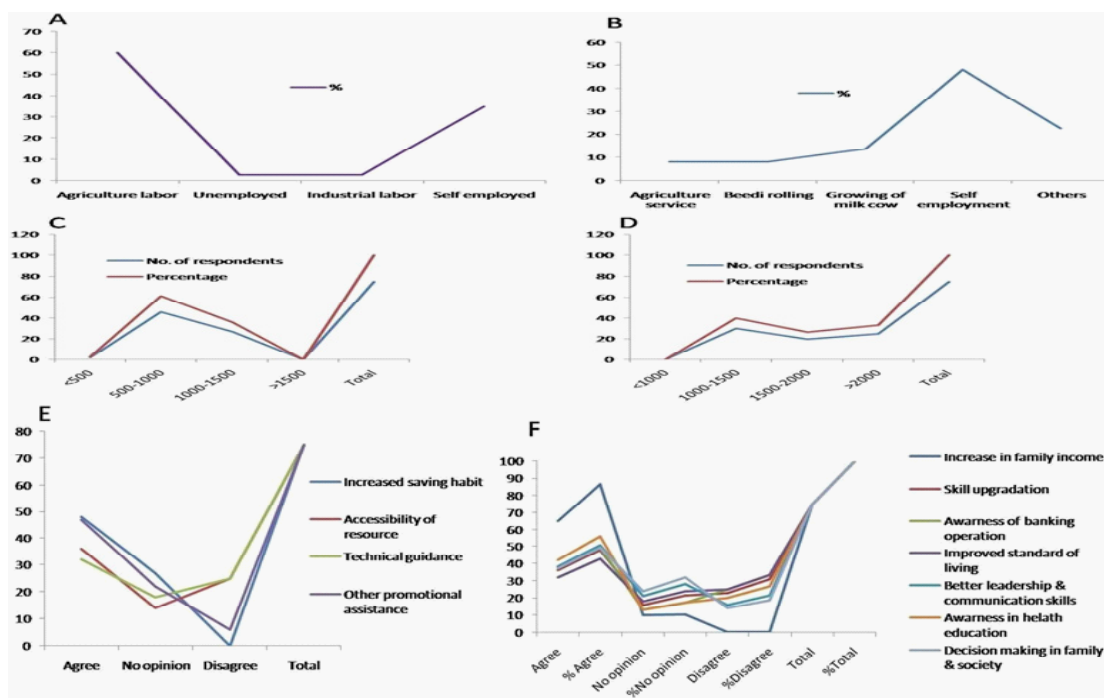 A
70
60
50
40
30
20
10
0
%
Agriculture labor Unemployed Industrial labor Self employed
B
60
50
40
30
20
10
0
%
Agriculture service Beedi rolling Growing of milk cow Self employment Others
C
120
100
80
60
40
20
0
No. of respondents
Percentage
<500 500-1000 1000-1500 >1500 Total
D
120
100
80
60
40
20
0
No. of respondents
Percentage
<1000 1000-1500 1500-2000 >2000 Total
E
80
70
60
50
40
30
20
10
0
Increased saving habit
Accessibility of
resource
Technical guidance
Other promotional
assistance
Agree No opinion Disagree Total
F
100
90
80
70
60
50
40
30
20
10
0
Increase in family income
Skill upgradation
Awarness of banking
operation
Improved standard of
living
Better leadership &
communication skills
Awarness in helath
education
Decision making in family
& society
Agree % Agree No opinion %No opinion Disagree %Disagree Total %Total